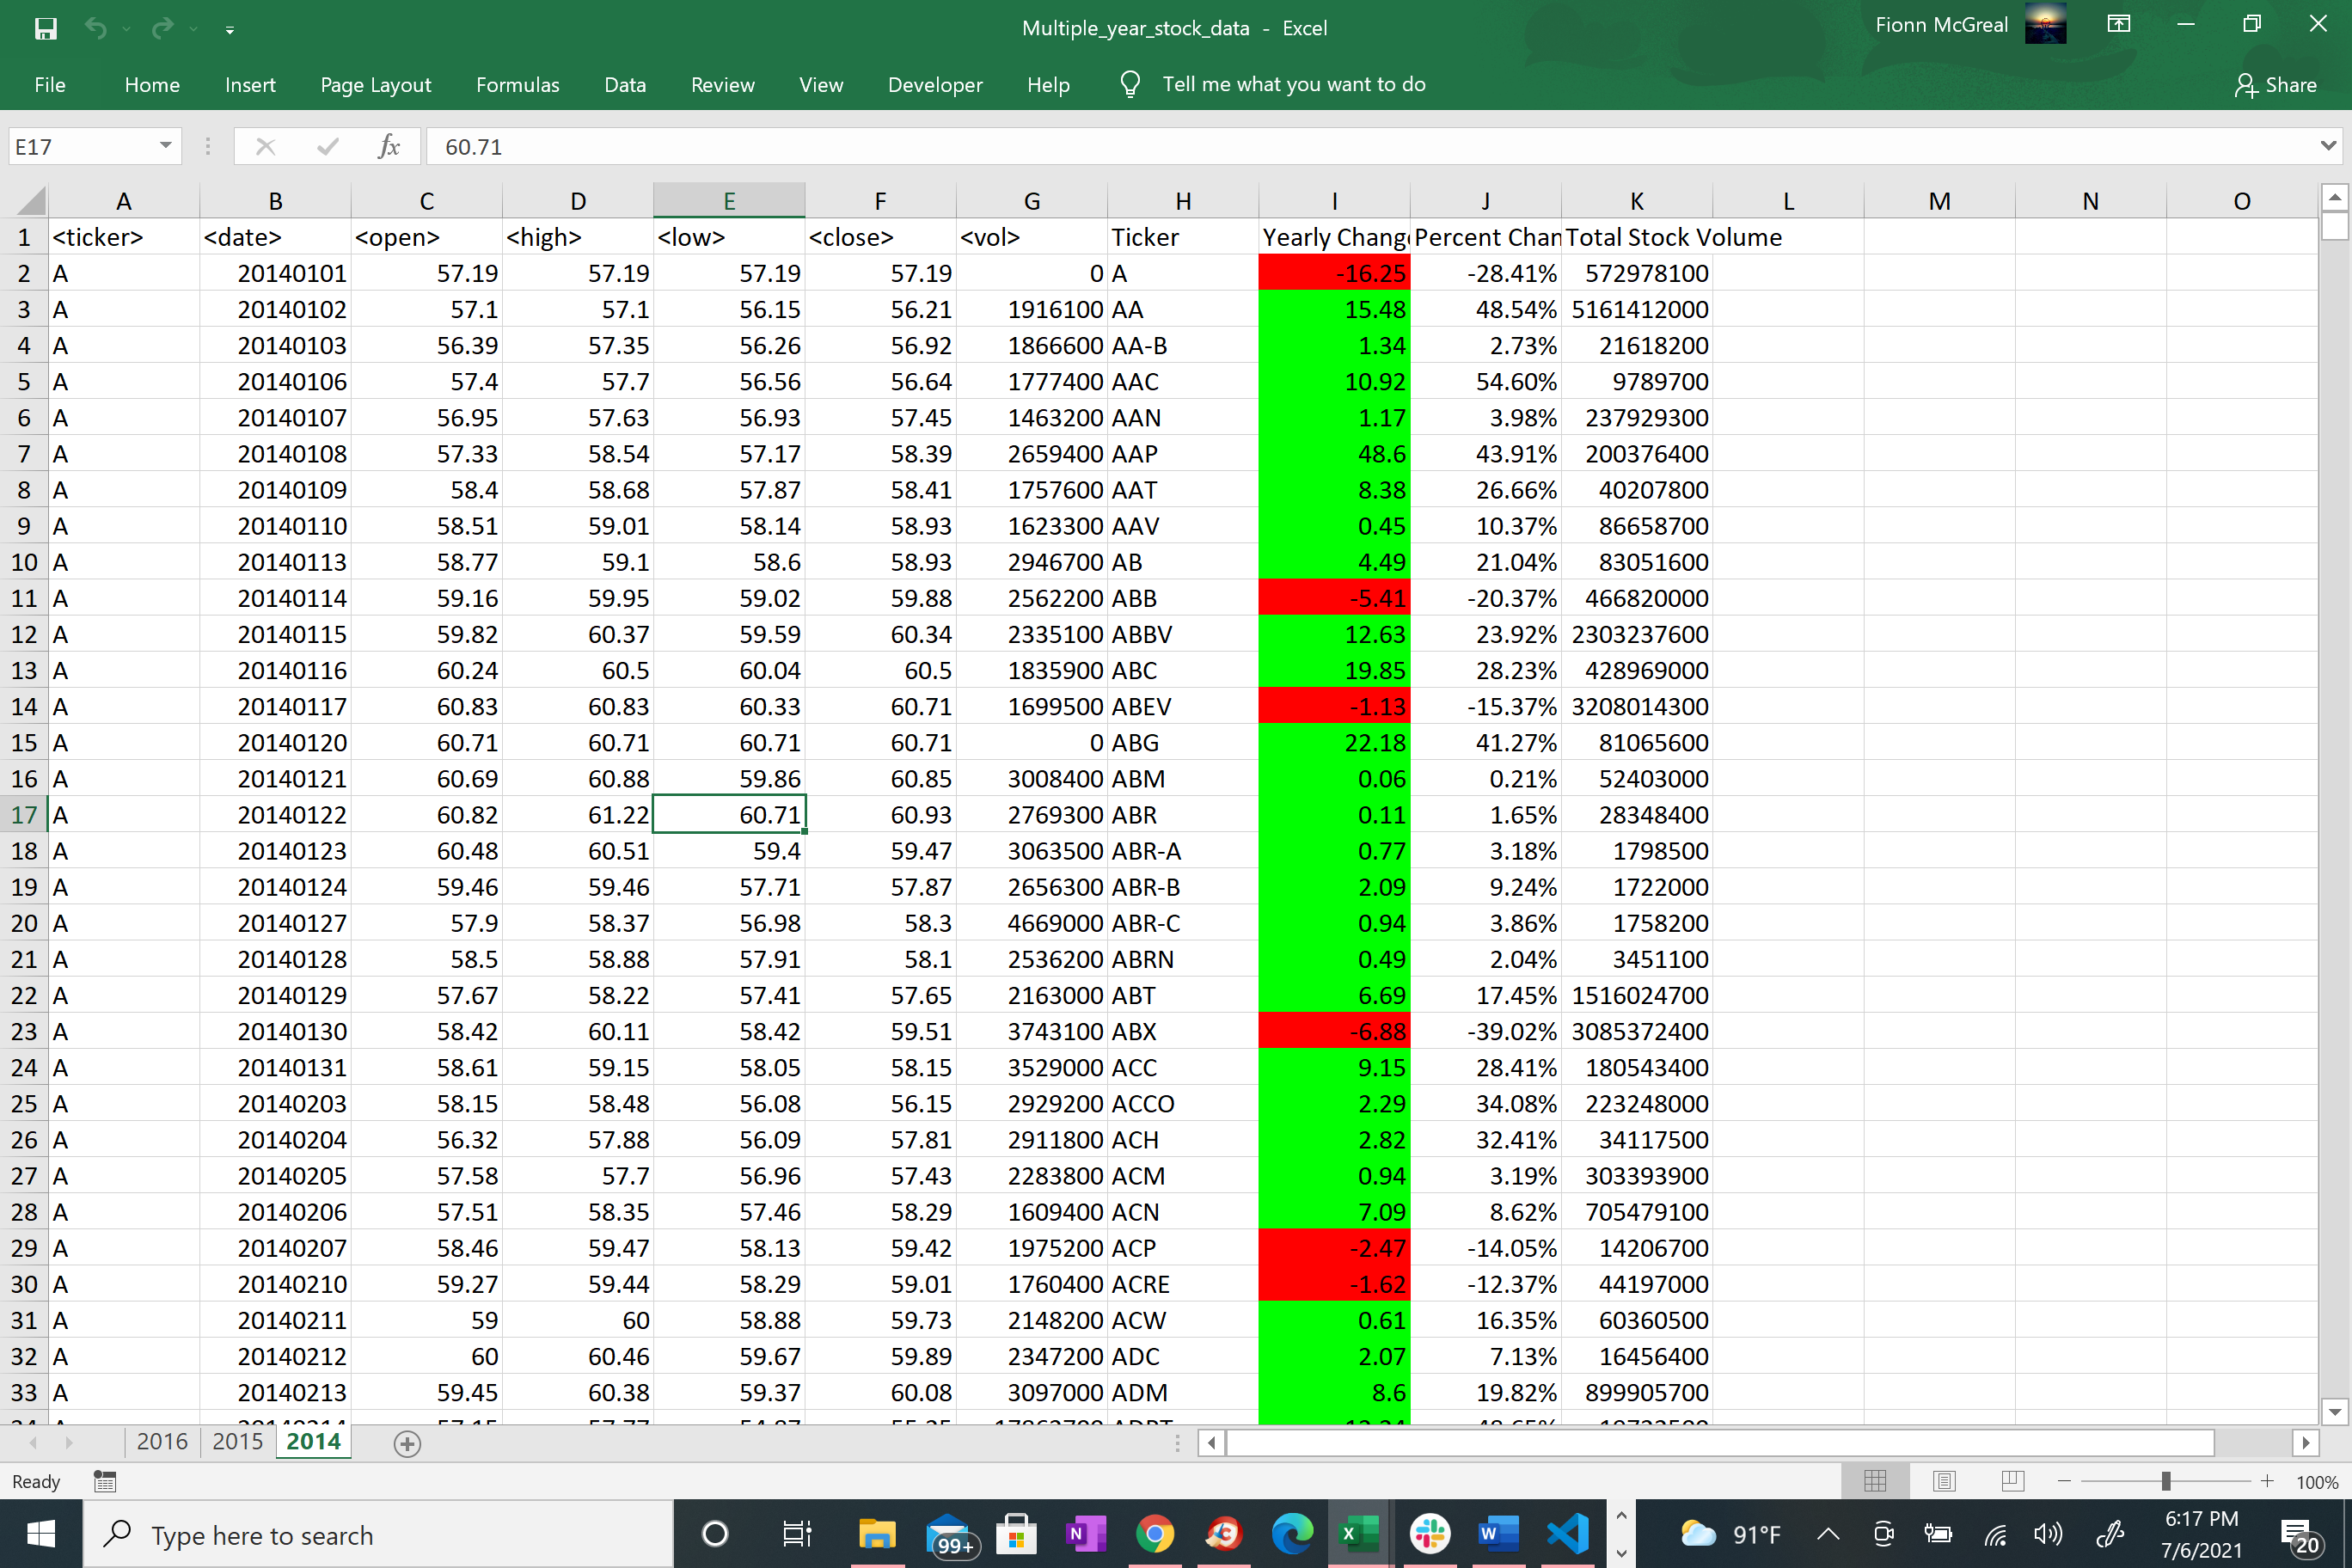 Multiple_year_stock_data - Excel
Fionn McGreal
File Home Insert Page Layout Formulas Data Review View Developer Help Tell me what you want to do Share
E17 fx 60.71
A B C D E F G H I J K L M N O
1 <ticker> <date> <open> <high> <low> <close> <vol> Ticker Yearly Change Percent Chan Total Stock Volume
2 A 20140101 57.19 57.19 57.19 57.19 0 A -16.25 -28.41% 572978100
3 A 20140102 57.1 57.1 56.15 56.21 1916100 AA 15.48 48.54% 5161412000
4 A 20140103 56.39 57.35 56.26 56.92 1866600 AA-B 1.34 2.73% 21618200
5 A 20140106 57.4 57.7 56.56 56.64 1777400 AAC 10.92 54.60% 9789700
6 A 20140107 56.95 57.63 56.93 57.45 1463200 AAN 1.17 3.98% 237929300
7 A 20140108 57.33 58.54 57.17 58.39 2659400 AAP 48.6 43.91% 200376400
8 A 20140109 58.4 58.68 57.87 58.41 1757600 AAT 8.38 26.66% 40207800
9 A 20140110 58.51 59.01 58.14 58.93 1623300 AAV 0.45 10.37% 86658700
10 A 20140113 58.77 59.1 58.6 58.93 2946700 AB 4.49 21.04% 83051600
11 A 20140114 59.16 59.95 59.02 59.88 2562200 ABB -5.41 -20.37% 466820000
12 A 20140115 59.82 60.37 59.59 60.34 2335100 ABBV 12.63 23.92% 2303237600
13 A 20140116 60.24 60.5 60.04 60.5 1835900 ABC 19.85 28.23% 428969000
14 A 20140117 60.83 60.83 60.33 60.71 1699500 ABEV -1.13 -15.37% 3208014300
15 A 20140120 60.71 60.71 60.71 60.71 0 ABG 22.18 41.27% 81065600
16 A 20140121 60.69 60.88 59.86 60.85 3008400 ABM 0.06 0.21% 52403000
17 A 20140122 60.82 61.22 60.71 60.93 2769300 ABR 0.11 1.65% 28348400
18 A 20140123 60.48 60.51 59.4 59.47 3063500 ABR-A 0.77 3.18% 1798500
19 A 20140124 59.46 59.46 57.71 57.87 2656300 ABR-B 2.09 9.24% 1722000
20 A 20140127 57.9 58.37 56.98 58.3 4669000 ABR-C 0.94 3.86% 1758200
21 A 20140128 58.5 58.88 57.91 58.1 2536200 ABRN 0.49 2.04% 3451100
22 A 20140129 57.67 58.22 57.41 57.65 2163000 ABT 6.69 17.45% 1516024700
23 A 20140130 58.42 60.11 58.42 59.51 3743100 ABX -6.88 -39.02% 3085372400
24 A 20140131 58.61 59.15 58.05 58.15 3529000 ACC 9.15 28.41% 180543400
25 A 20140203 58.15 58.48 56.08 56.15 2929200 ACCO 2.29 34.08% 223248000
26 A 20140204 56.32 57.88 56.09 57.81 2911800 ACH 2.82 32.41% 34117500
27 A 20140205 57.58 57.7 56.96 57.43 2283800 ACM 0.94 3.19% 303393900
28 A 20140206 57.51 58.35 57.46 58.29 1609400 ACN 7.09 8.62% 705479100
29 A 20140207 58.46 59.47 58.13 59.42 1975200 ACP -2.47 -14.05% 14206700
30 A 20140210 59.27 59.44 58.29 59.01 1760400 ACRE -1.62 -12.37% 44197000
31 A 20140211 59 60 58.88 59.73 2148200 ACW 0.61 16.35% 60360500
32 A 20140212 60 60.46 59.67 59.89 2347200 ADC 2.07 7.13% 16456400
33 A 20140213 59.45 60.38 59.37 60.08 3097000 ADM 8.6 19.82% 899905700
2016 2015 2014
Ready 100%
Type here to search 99+ 91°F 6:17 PM
7/6/2021 20